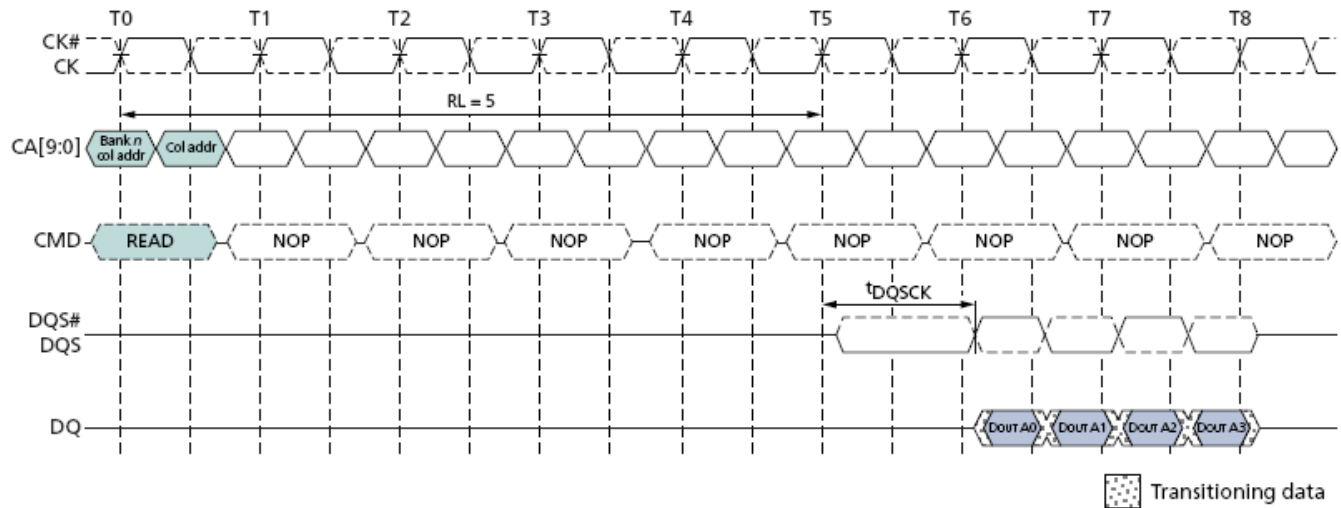 T0 T1 T2 T3 T4 T5 T6 T7 T8
CK#
CK
RL = 5
CA[9:0] Bank n col addr Col addr
CMD READ NOP NOP NOP NOP NOP NOP NOP NOP
tDQSCK
DQS#
DQS
DQ DOUT A0 DOUT A1 DOUT A2 DOUT A3
Transitioning data